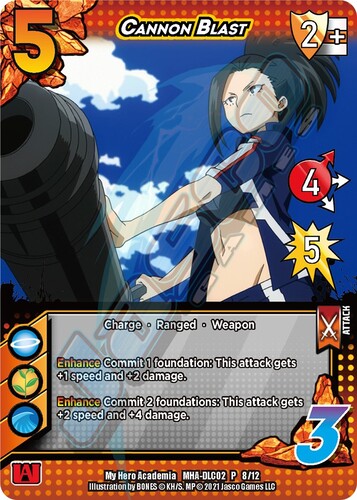 5
CANNON BLAST
2 +
4
5
ATTACK
Charge • Ranged • Weapon
Enhance Commit 1 foundation: This attack gets
+1 speed and +2 damage.
Enhance Commit 2 foundations: This attack gets
+2 speed and +4 damage.
3
My Hero Academia MHA-DLC02 P 8/12
Illustration by BONES © KH/S, MP © 2021 Jasco Games LLC